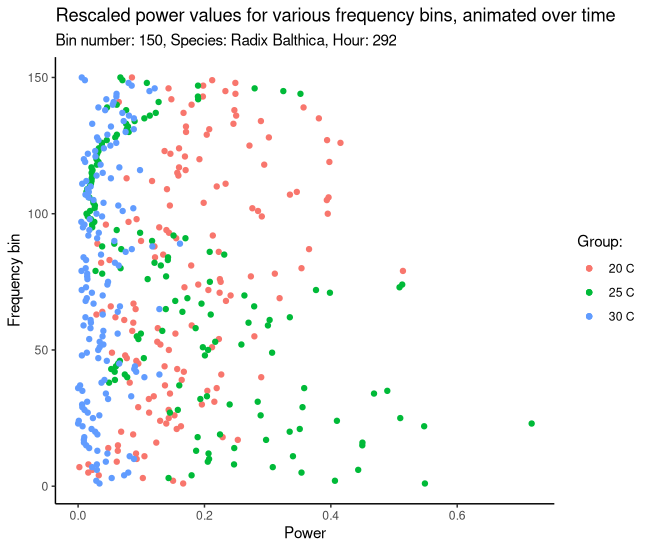 Rescaled power values for various frequency bins, animated over time
Bin number: 150, Species: Radix Balthica, Hour: 292
150
100
50
0
Frequency bin
0.0
0.2
0.4
0.6
Power
Group:
20 C
25 C
30 C